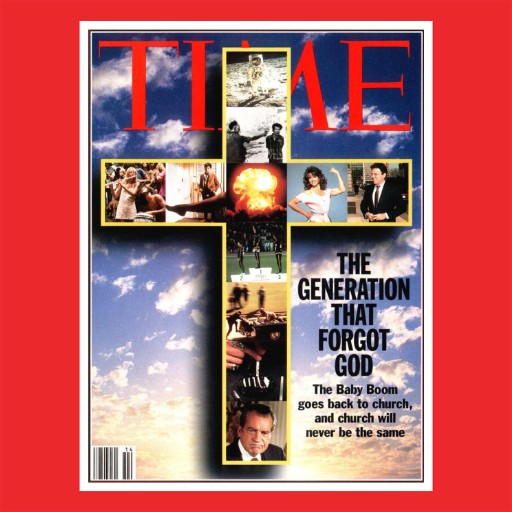 TIME
THE
GENERATION
THAT
FORGOT
GOD
The Baby Boom
goes back to church,
and church will
never be the same
14